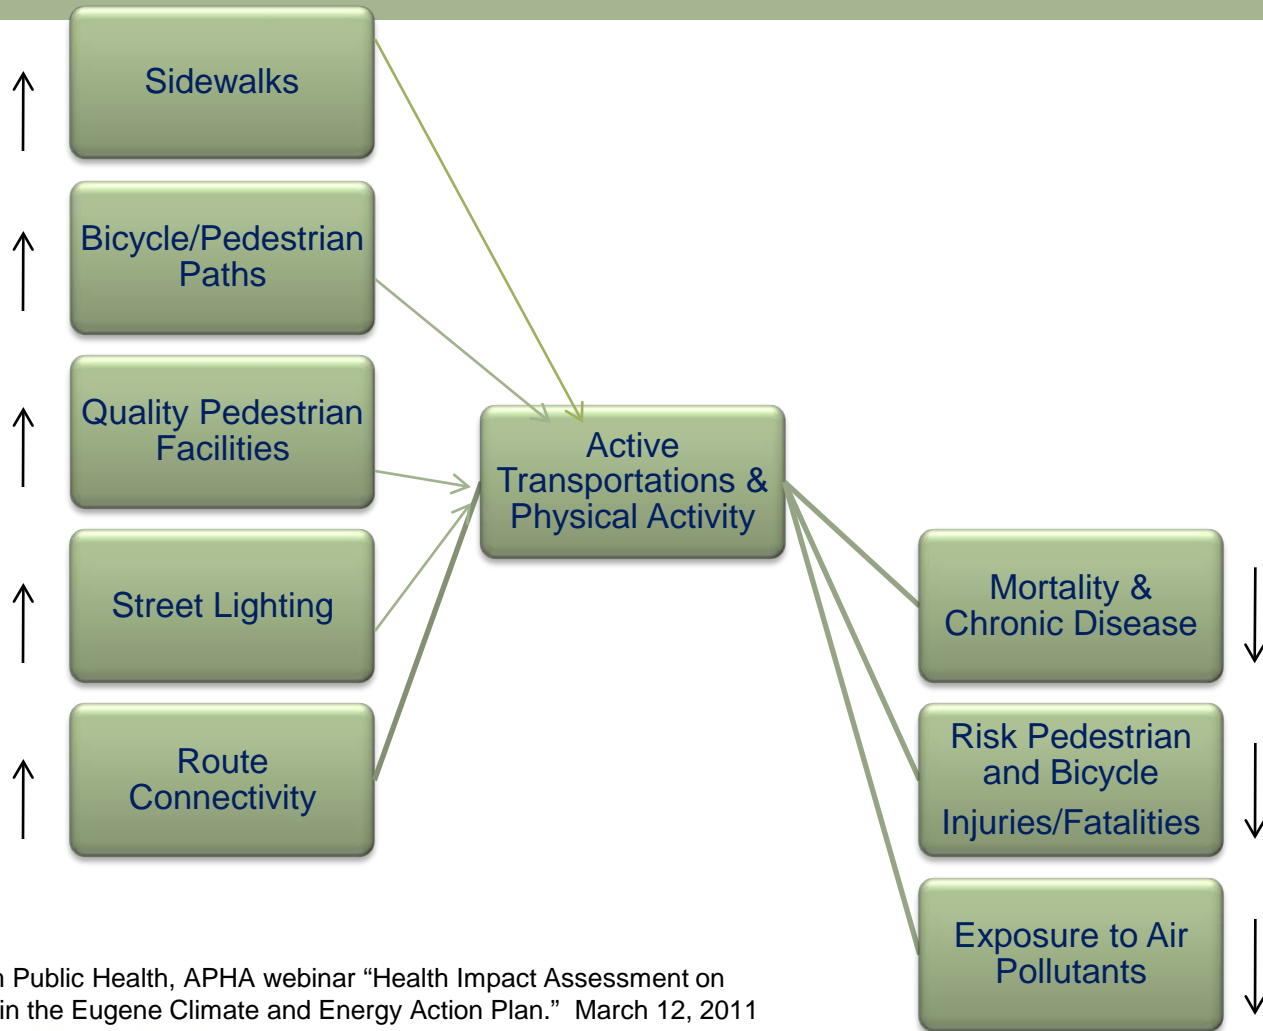 Sidewalks
Bicycle/Pedestrian
Paths
Quality Pedestrian
Facilities
Street Lighting
Route
Connectivity
Active
Transportations &
Physical Activity
Mortality &
Chronic Disease
Risk Pedestrian
and Bicycle
Injuries/Fatalities
Exposure to Air
Pollutants
Public Health, APHA webinar “Health Impact Assessment on
in the Eugene Climate and Energy Action Plan.” March 12, 2011